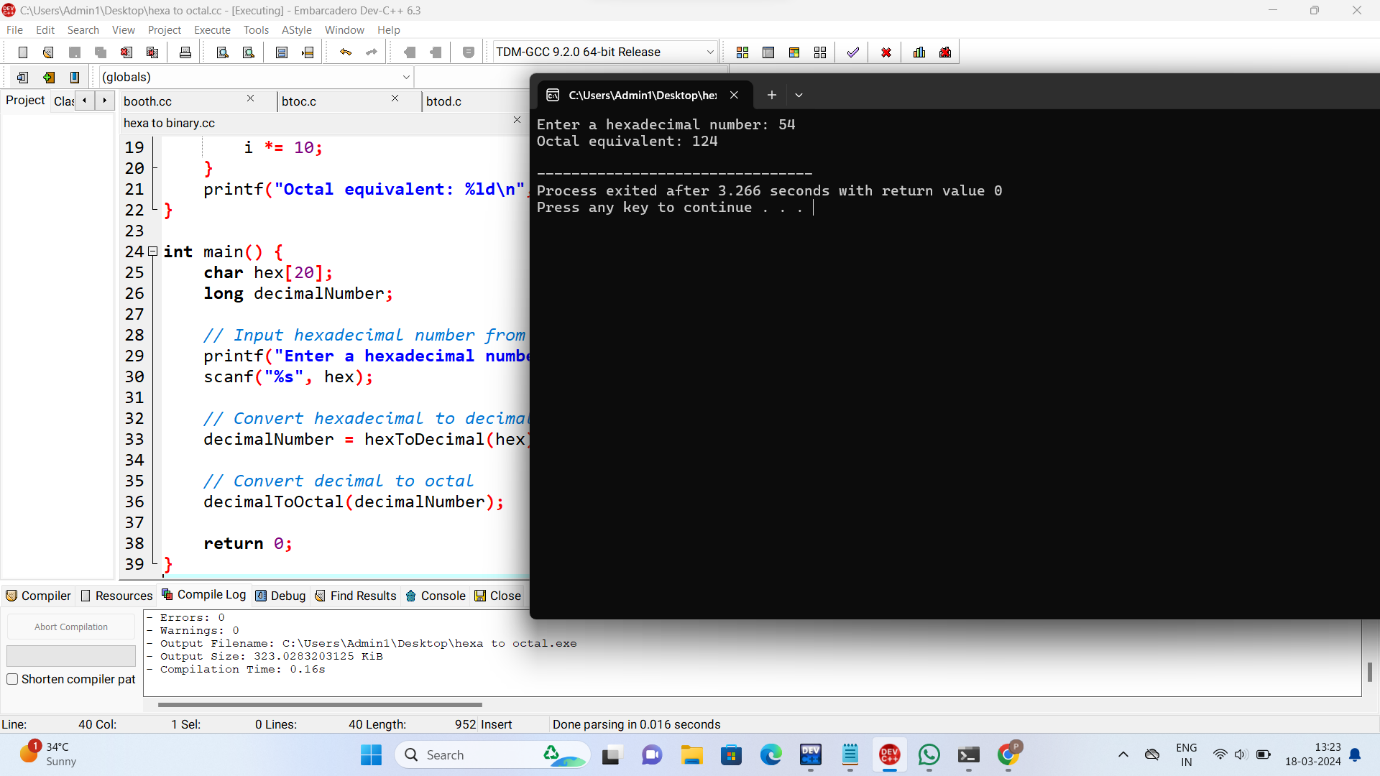 C:\Users\Admin1\Desktop\hexa to octal.cc - [Executing] - Embarcadero Dev-C++ 6.3
File Edit Search View Project Execute Tools AStyle Window Help
TDM-GCC 9.2.0 64-bit Release
(globals)
Project Clas
booth.cc btoc.c btod.c
hexa to binary.cc
19 i *= 10;
20 }
21 printf("Octal equivalent: %ld\n",
22 }
23
24 int main() {
25 char hex[20];
26 long decimalNumber;
27
28 // Input hexadecimal number from
29 printf("Enter a hexadecimal numbe
30 scanf("%s", hex);
31
32 // Convert hexadecimal to decimal
33 decimalNumber = hexToDecimal(hex)
34
35 // Convert decimal to octal
36 decimalToOctal(decimalNumber);
37
38 return 0;
39 }
C:\Users\Admin1\Desktop\he:
Enter a hexadecimal number: 54
Octal equivalent: 124
--------------------------------
Process exited after 3.266 seconds with return value 0
Press any key to continue . . .
Compiler Resources Compile Log Debug Find Results Console Close
Abort Compilation
Shorten compiler pat
- Errors: 0
- Warnings: 0
- Output Filename: C:\Users\Admin1\Desktop\hexa to octal.exe
- Output Size: 323.0283203125 KiB
- Compilation Time: 0.16s
Line: 40 Col: 1 Sel: 0 Lines: 40 Length: 952 Insert Done parsing in 0.016 seconds
1
34°C
Sunny
Search
DEV
DEV
C++
P
ENG
IN
13:23
18-03-2024